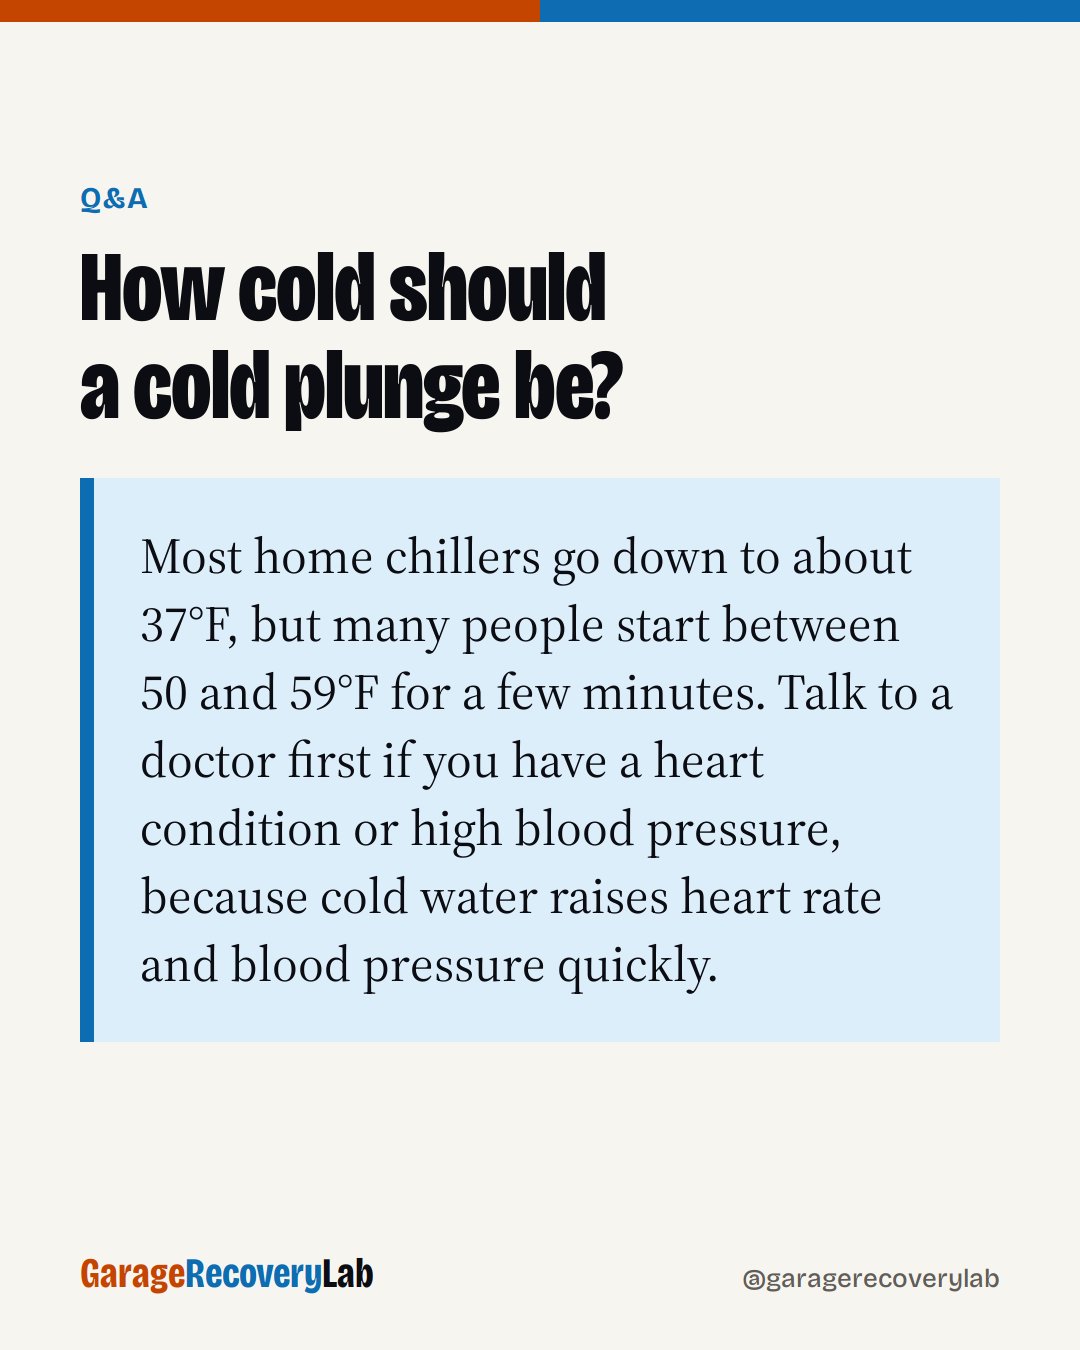 Q&A
How cold should
a cold plunge be?
Most home chillers go down to about
37°F, but many people start between
50 and 59°F for a few minutes. Talk to a
doctor first if you have a heart
condition or high blood pressure,
because cold water raises heart rate
and blood pressure quickly.
GarageRecoveryLab
@garagerecoverylab